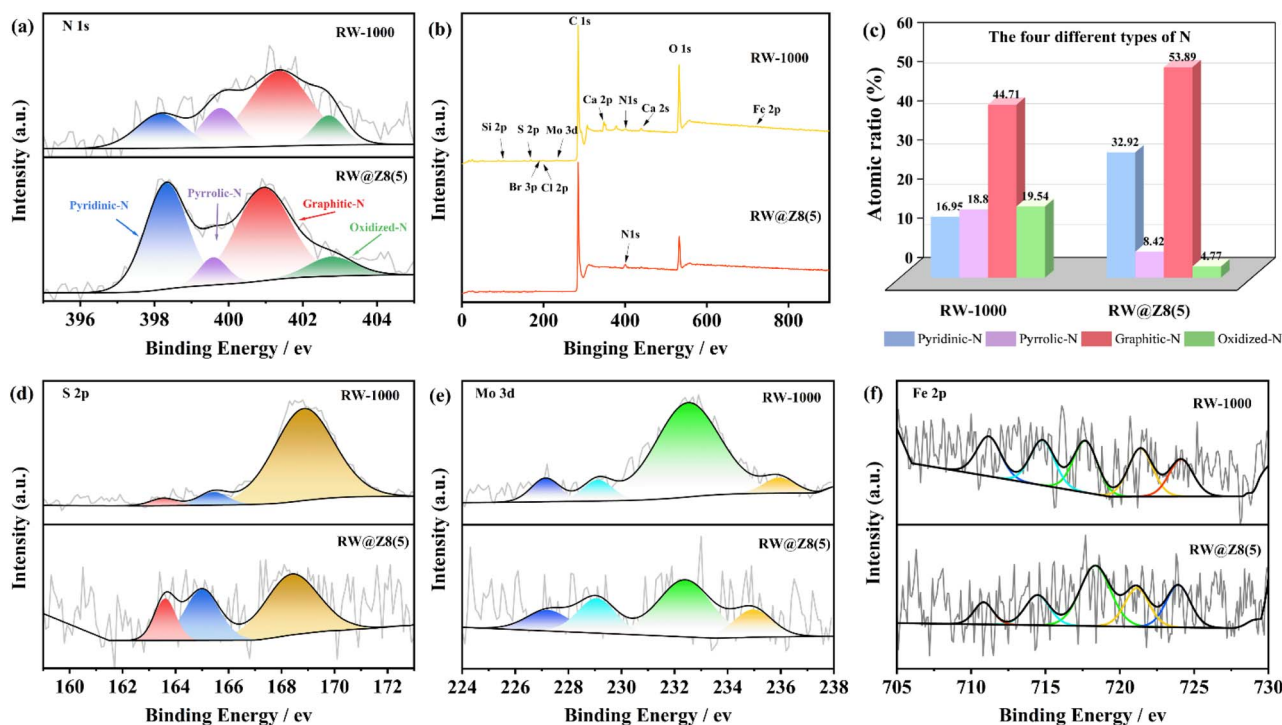 (a)
N 1s
RW-1000
RW@Z8(5)
Pyridinic-N
Pyrrolic-N
Graphitic-N
Oxidized-N
Intensity (a.u.)
396 398 400 402 404
Binding Energy / ev
(b)
C 1s
RW-1000
O 1s
Ca 2p
N1s
Ca 2s
Fe 2p
Si 2p
S 2p
Mo 3d
Br 3p
Cl 2p
RW@Z8(5)
N1s
Intensity (a.u.)
0 200 400 600 800
Binging Energy / ev
(c)
The four different types of N
Atomic ratio (%)
60
50
40
30
20
10
0
16.95
18.8
44.71
19.54
32.92
8.42
53.89
4.77
RW-1000
RW@Z8(5)
Pyridinic-N Pyrrolic-N Graphitic-N Oxidized-N
(d)
S 2p
RW-1000
RW@Z8(5)
Intensity (a.u.)
160 162 164 166 168 170 172
Binding Energy / ev
(e)
Mo 3d
RW-1000
RW@Z8(5)
Intensity (a.u.)
224 226 228 230 232 234 236 238
Binding Energy / ev
(f)
Fe 2p
RW-1000
RW@Z8(5)
Intensity (a.u.)
705 710 715 720 725 730
Binding Energy / ev